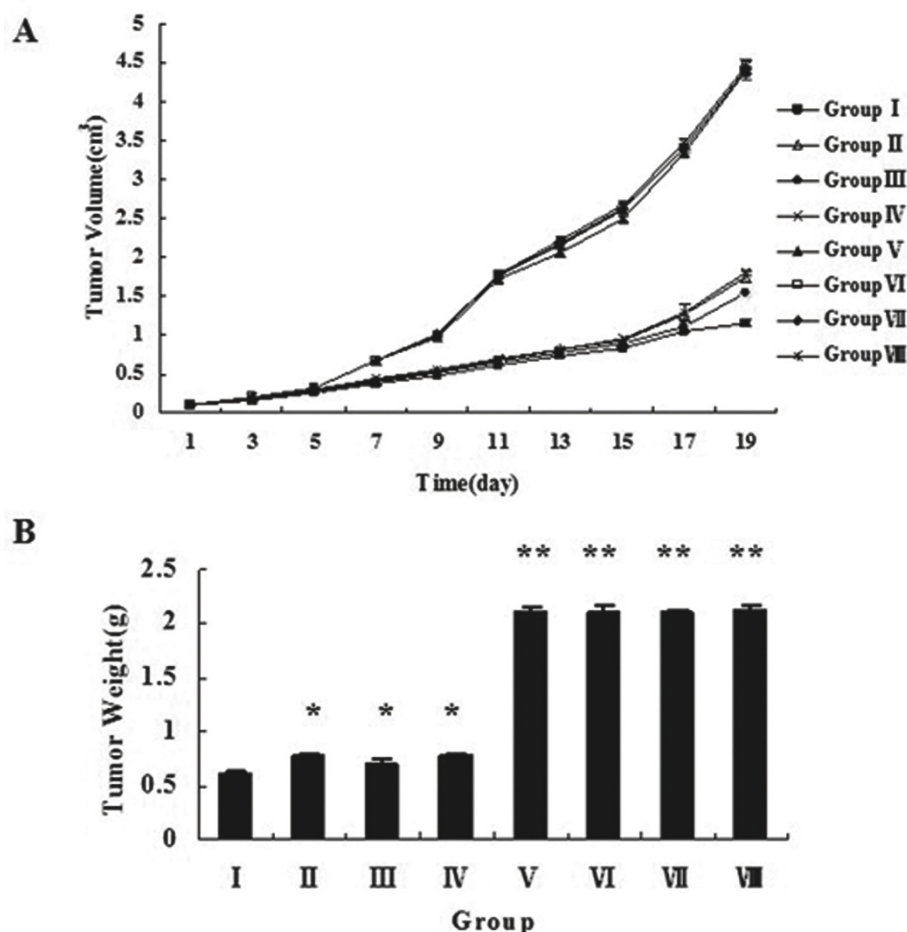 A
Tumor Volume(cm3)
5
4.5
4
3.5
3
2.5
2
1.5
1
0.5
0
1 3 5 7 9 11 13 15 17 19
Time(day)
Group Ⅰ
Group Ⅱ
Group Ⅲ
Group Ⅳ
Group Ⅴ
Group Ⅵ
Group Ⅶ
Group Ⅷ
B
Tumor Weight(g)
2.5
2
1.5
1
0.5
0
* * * ** ** ** **
Ⅰ Ⅱ Ⅲ Ⅳ Ⅴ Ⅵ Ⅶ Ⅷ
Group